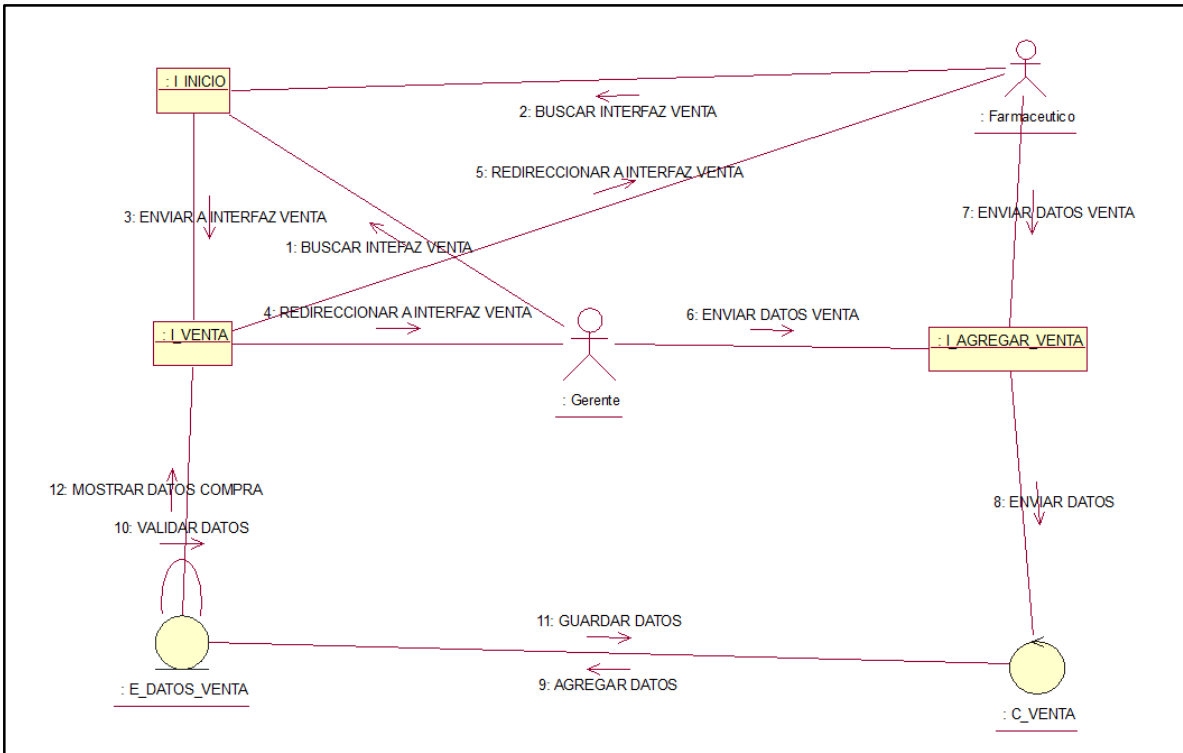 : I_INICIO
2: BUSCAR INTERFAZ VENTA
: Farmaceutico
5: REDIRECCIONAR A INTERFAZ VENTA
3: ENVIAR A INTERFAZ VENTA
7: ENVIAR DATOS VENTA
1: BUSCAR INTEFAZ VENTA
4: REDIRECCIONAR A INTERFAZ VENTA
6: ENVIAR DATOS VENTA
: I_VENTA
: I_AGREGAR_VENTA
: Gerente
12: MOSTRAR DATOS COMPRA
8: ENVIAR DATOS
10: VALIDAR DATOS
11: GUARDAR DATOS
9: AGREGAR DATOS
: E_DATOS_VENTA
: C_VENTA